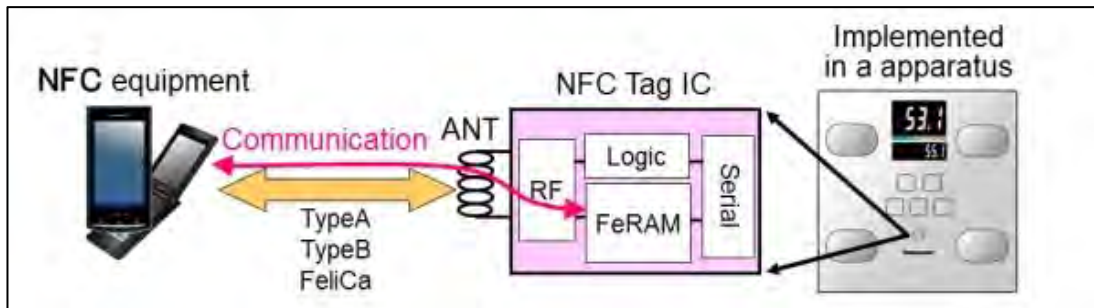 NFC equipment
Communication
TypeA
TypeB
FeliCa
ANT
NFC Tag IC
RF
Logic
FeRAM
Serial
Implemented
in a apparatus
53.1
55.1